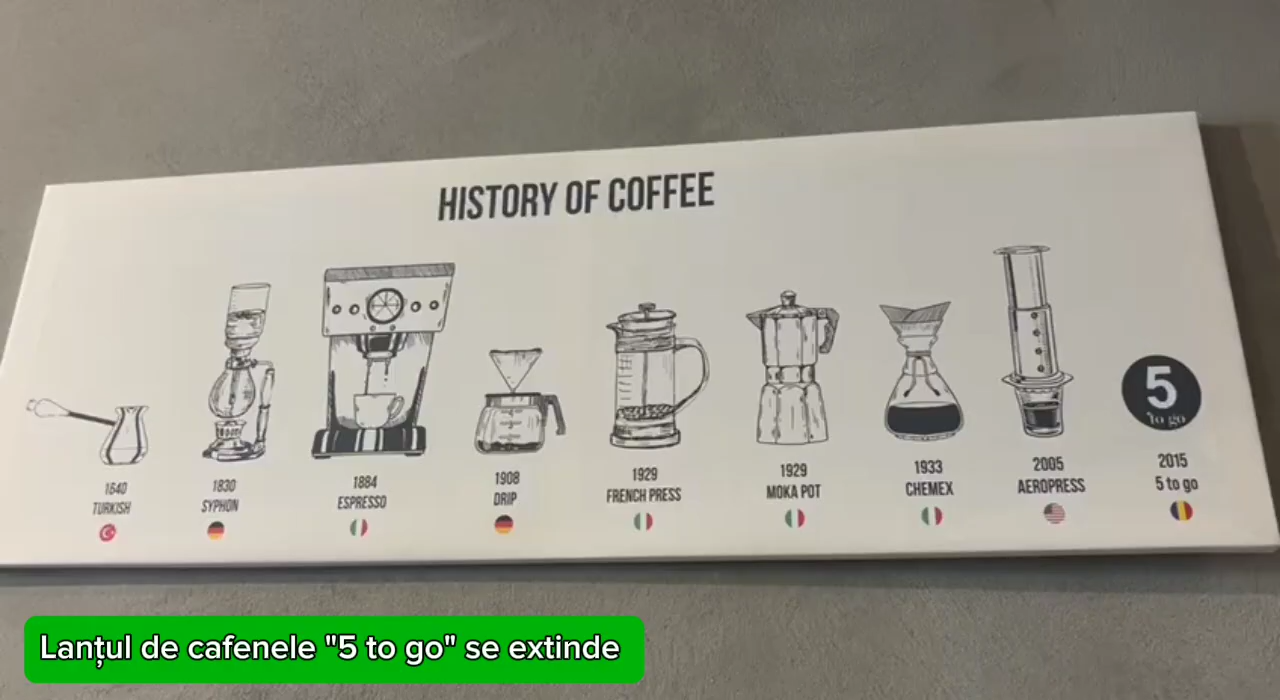 HISTORY OF COFFEE
1640
TURKISH
1830
SYPHON
1884
ESPRESSO
1908
DRIP
1929
FRENCH PRESS
1929
MOKA POT
1933
CHEMEX
2005
AEROPRESS
5
to go
2015
5 to go
Lanțul de cafenele "5 to go" se extinde